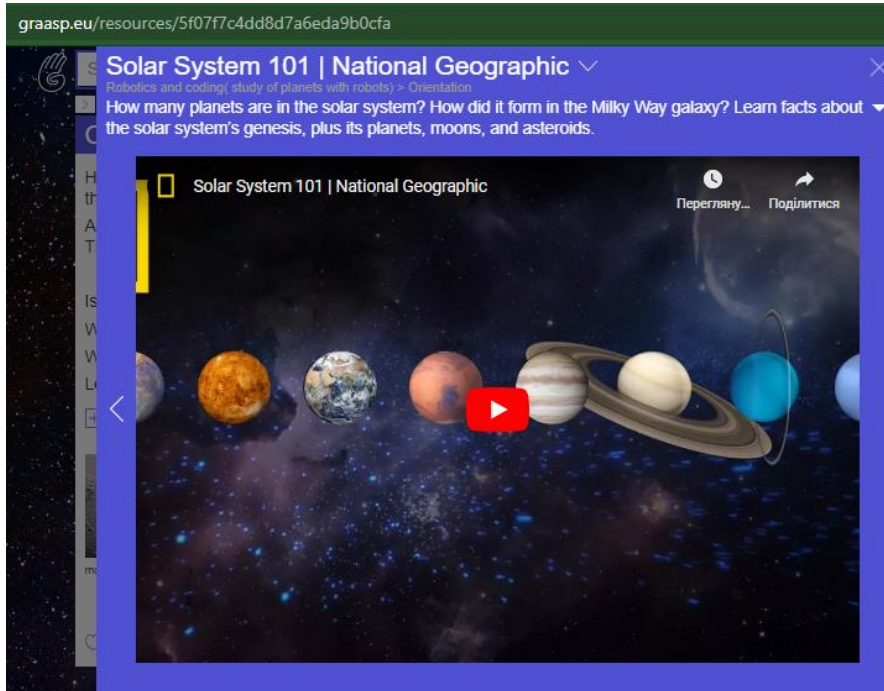 graasp.eu/resources/5f07f7c4dd8d7a6eda9b0cfa
Solar System 101 | National Geographic
Robotics and coding( study of planets with robots) > Orientation
How many planets are in the solar system? How did it form in the Milky Way galaxy? Learn facts about
the solar system's genesis, plus its planets, moons, and asteroids.
Solar System 101 | National Geographic
Перегляну...
Поділитися